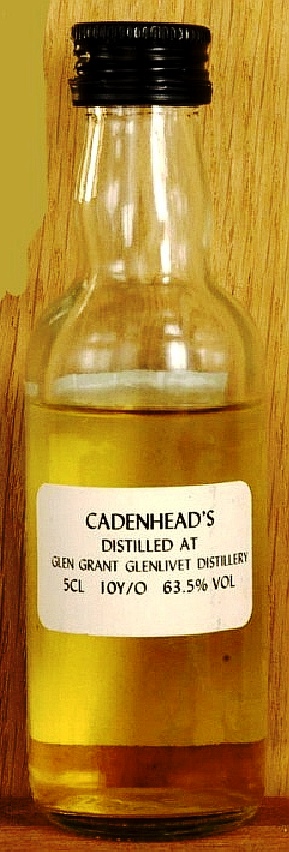 CADENHEAD'S
DISTILLED AT
GLEN GRANT GLENLIVET DISTILLERY
5CL 10Y/O 63.5% VOL